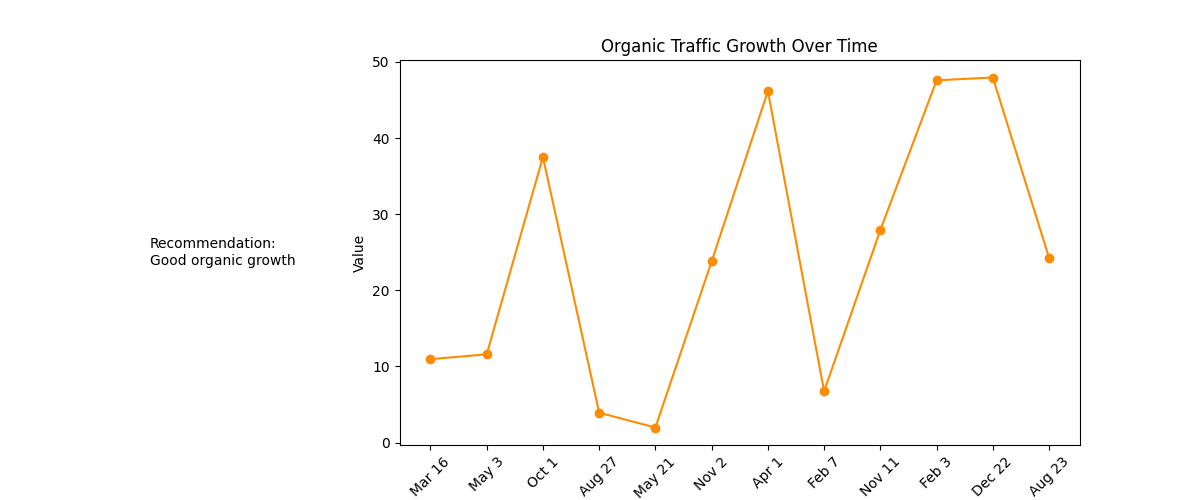 Organic Traffic Growth Over Time
Recommendation:
Good organic growth
Value
50
40
30
20
10
0
Mar 16
May 3
Oct 1
Aug 27
May 21
Nov 2
Apr 1
Feb 7
Nov 11
Feb 3
Dec 22
Aug 23